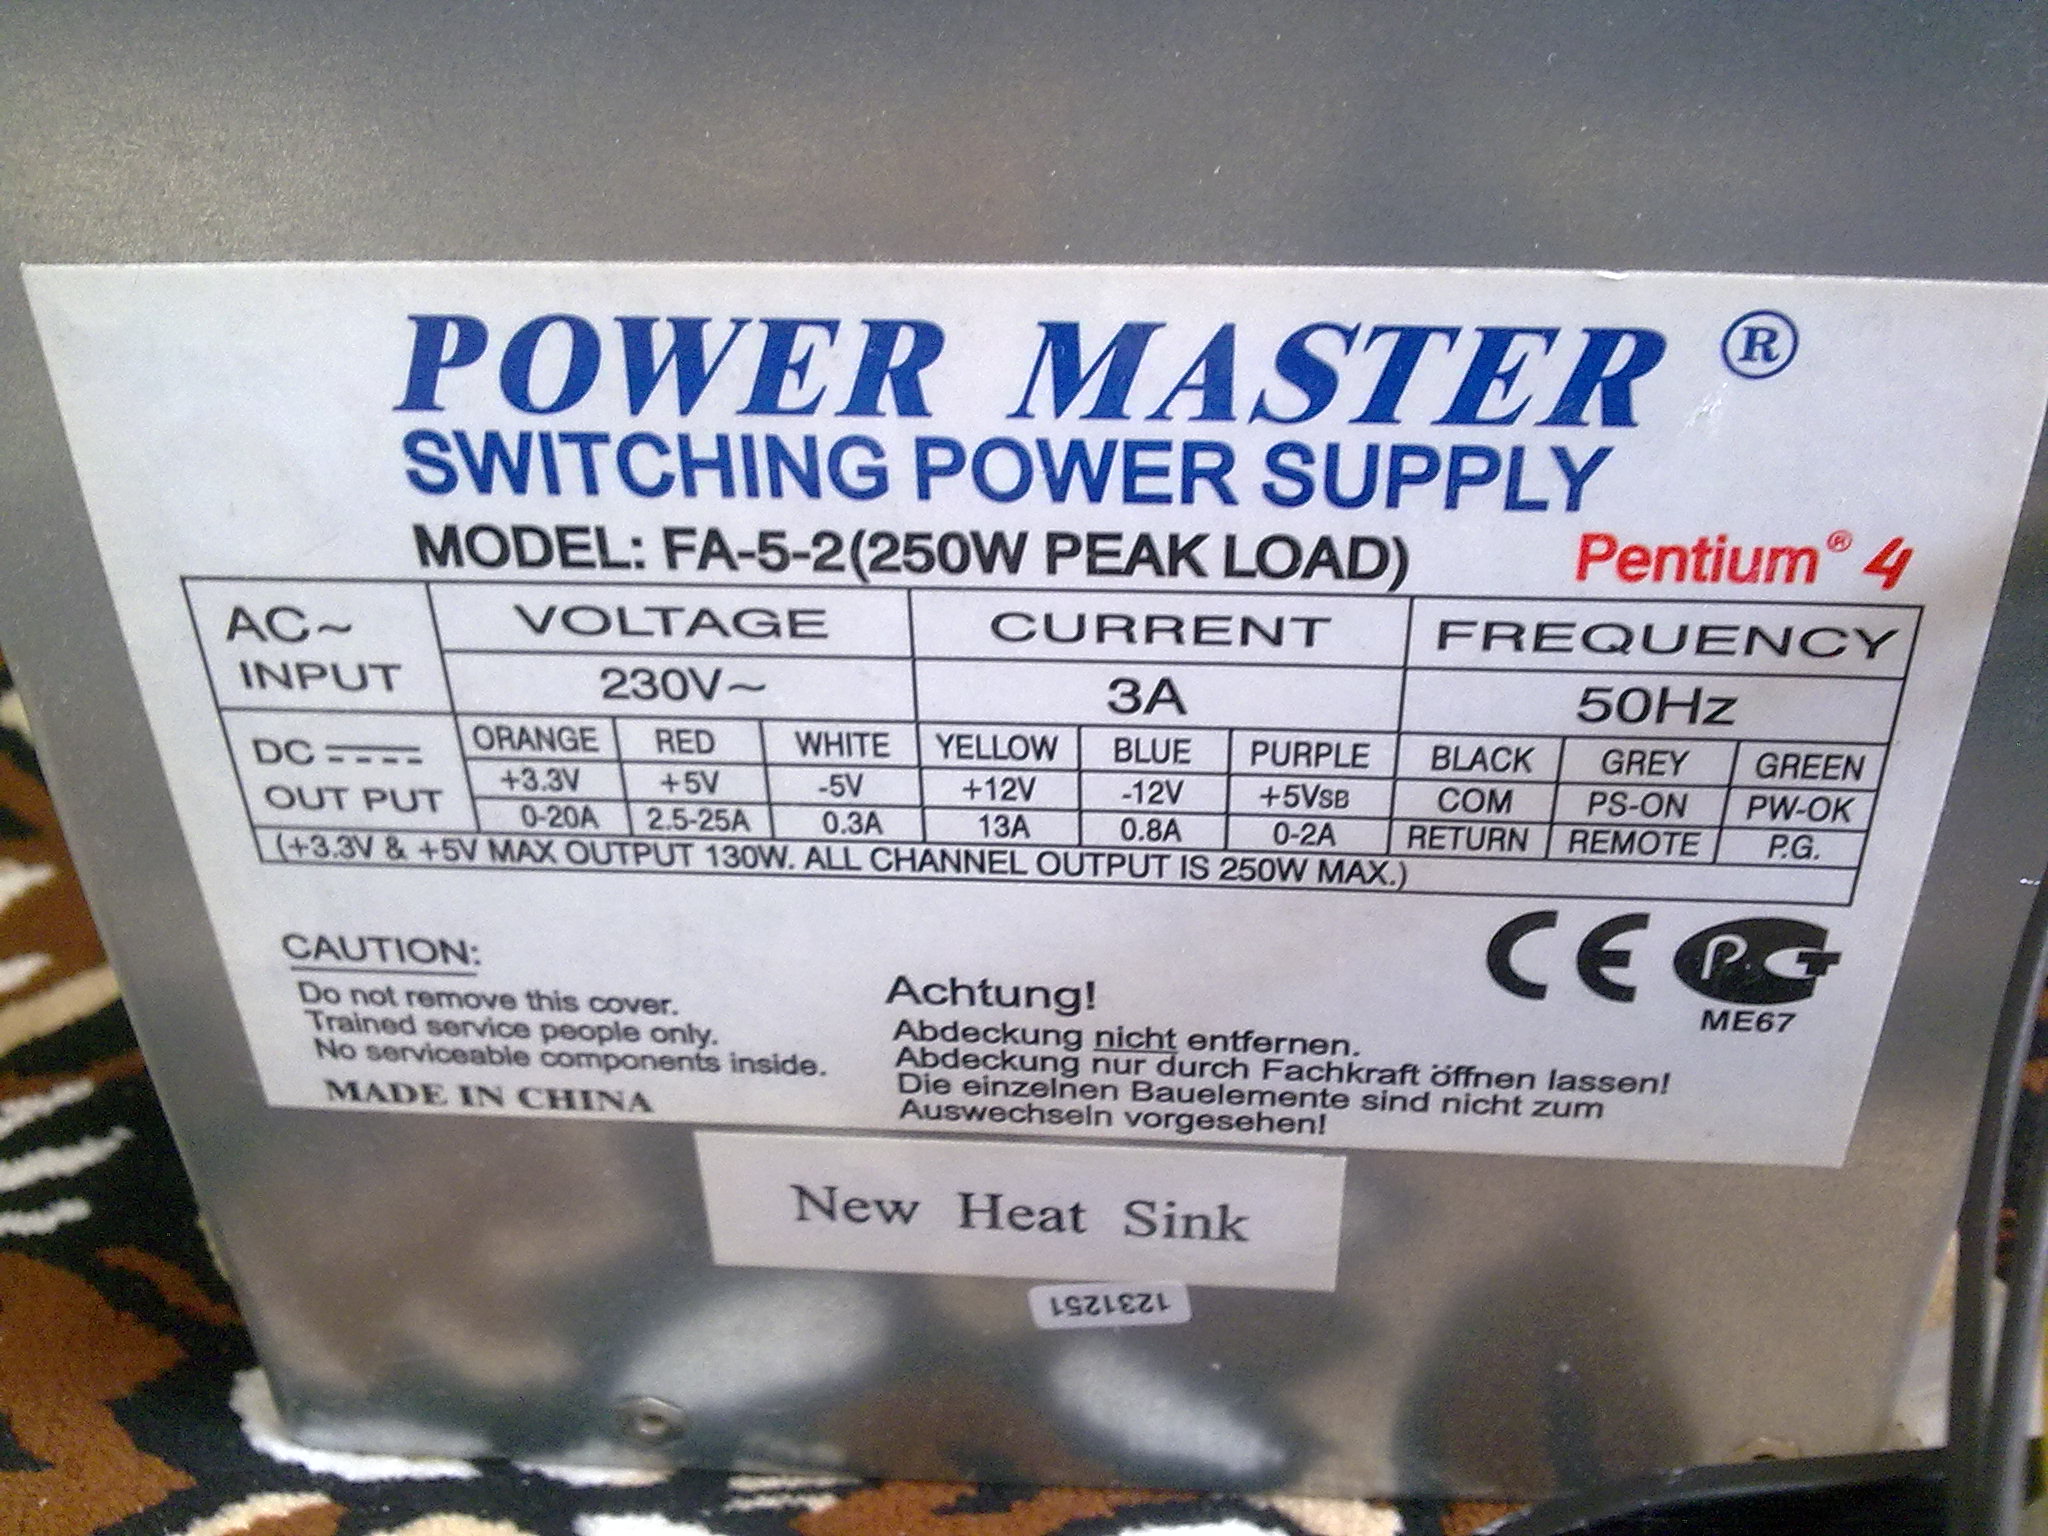 POWER MASTER ®
SWITCHING POWER SUPPLY
MODEL: FA-5-2(250W PEAK LOAD)
Pentium® 4
AC~ INPUT
VOLTAGE CURRENT FREQUENCY
230V~ 3A 50Hz
DC OUT PUT
ORANGE RED WHITE YELLOW BLUE PURPLE BLACK GREY GREEN
+3.3V +5V -5V +12V -12V +5VSB COM PS-ON PW-OK
0-20A 2.5-25A 0.3A 13A 0.8A 0-2A RETURN REMOTE P.G.
(+3.3V & +5V MAX OUTPUT 130W. ALL CHANNEL OUTPUT IS 250W MAX.)
CAUTION:
Do not remove this cover.
Trained service people only.
No serviceable components inside.
MADE IN CHINA
Achtung!
Abdeckung nicht entfernen.
Abdeckung nur durch Fachkraft öffnen lassen!
Die einzelnen Bauelemente sind nicht zum
Auswechseln vorgesehen!
CE PCT
ME67
New Heat Sink
1231251